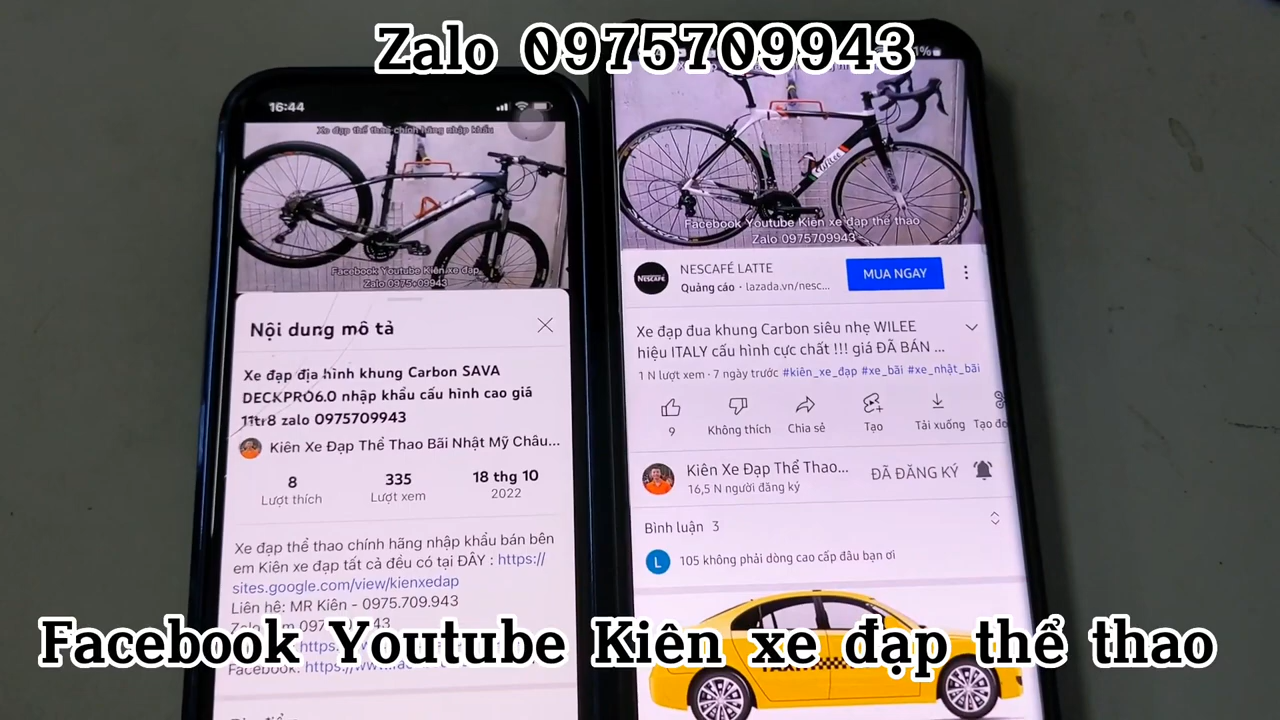 Zalo 0975709943
16:44
Xe đạp thể thao chính hãng nhập khẩu
Facebook Youtube Kiên xe đạp
Zalo 0975709943
Nội dung mô tả
Xe đạp địa hình khung Carbon SAVA
DECKPRO6.0 nhập khẩu cấu hình cao giá
11tr8 zalo 0975709943
Kiên Xe Đạp Thể Thao Bãi Nhật Mỹ Châu...
8
Lượt thích
335
Lượt xem
18 thg 10
2022
Xe đạp thể thao chính hãng nhập khẩu bán bên
em Kiên xe đạp tất cả đều có tại ĐÂY : https://
sites.google.com/view/kienxedap
Liên hê: MR Kiên - 0975.709.943
Facebook: https://
1%
WILEE
Facebook Youtube Kiên xe đạp thể thao
Zalo 0975709943
NESCAFÉ
NESCAFÉ LATTE
Quảng cáo · lazada.vn/nesc...
MUA NGAY
Xe đạp đua khung Carbon siêu nhẹ WILEE
hiệu ITALY cấu hình cực chất !!! giá ĐÃ BÁN ...
1 N lượt xem · 7 ngày trước #kiên_xe_đạp #xe_bãi #xe_nhật_bãi
9
Không thích
Chia sẻ
Tạo
Tải xuống
Tạo
Kiên Xe Đạp Thể Thao...
16,5 N người đăng ký
ĐÃ ĐĂNG KÝ
Bình luận 3
L
105 không phải dòng cao cấp đâu bạn ơi
TAXI
Facebook Youtube Kiên xe đạp thể thao